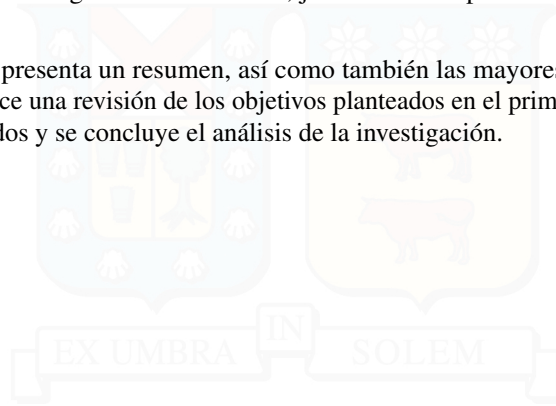 presenta un resumen, así como también las mayores
ce una revisión de los objetivos planteados en el prim
dos y se concluye el análisis de la investigación.
EX UMBRA IN SOLEM